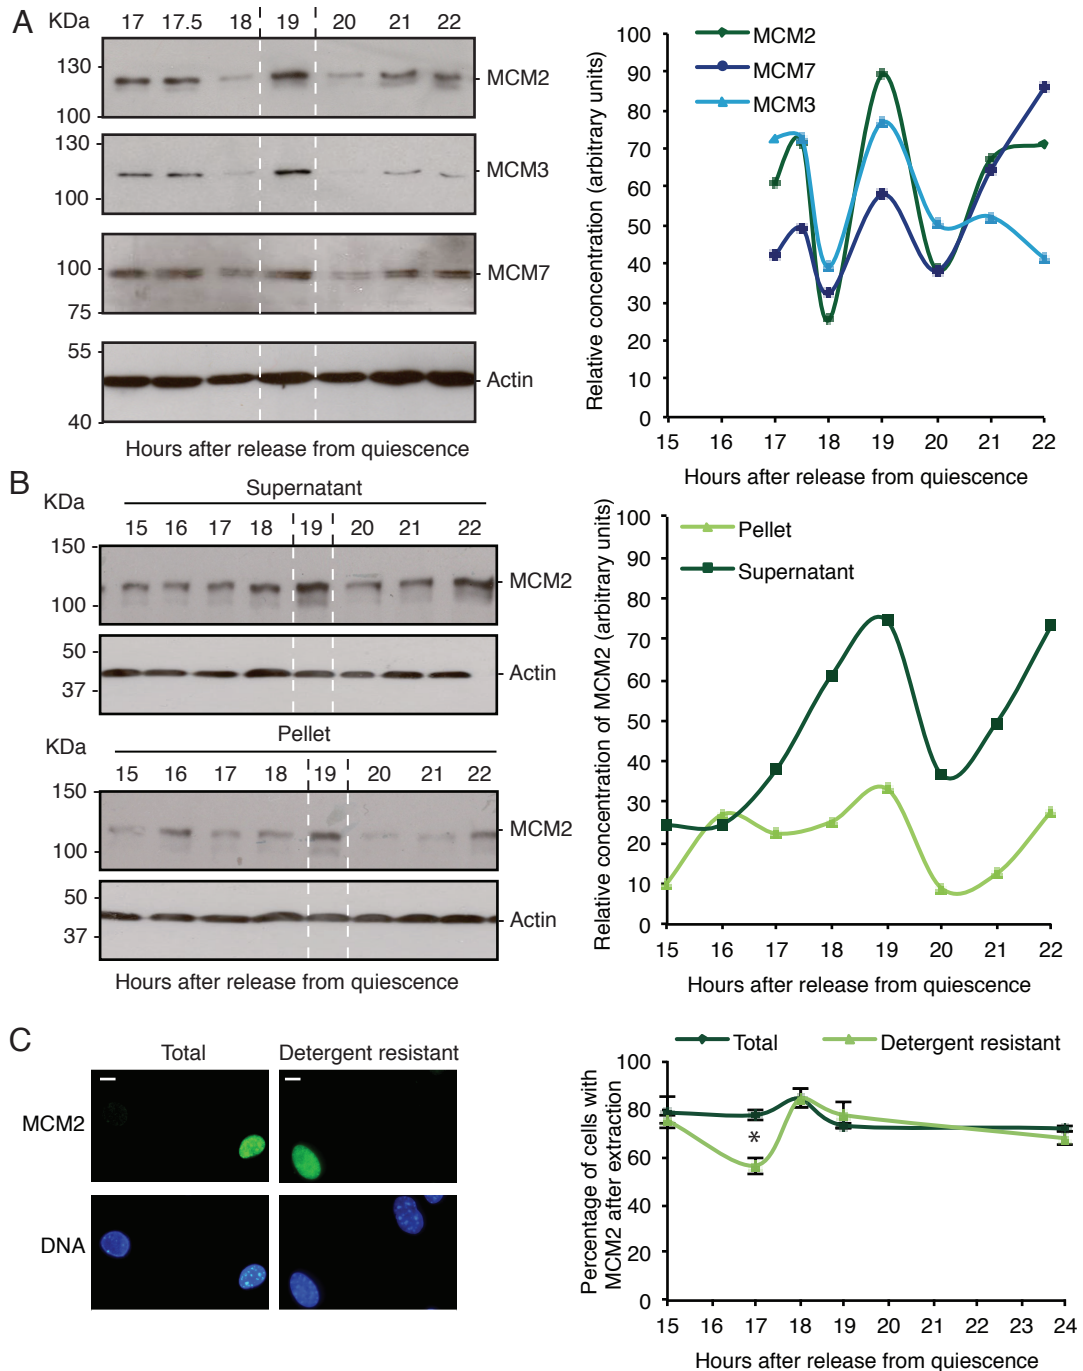 A
KDa 17 17.5 18 19 20 21 22
130
100
MCM2
130
100
MCM3
100
75
MCM7
55
40
Actin
Hours after release from quiescence
MCM2
MCM7
MCM3
Relative concentration (arbitrary units)
100
90
80
70
60
50
40
30
20
10
0
15 16 17 18 19 20 21 22
Hours after release from quiescence
B
Supernatant
KDa
15 16 17 18 19 20 21 22
150
100
MCM2
50
37
Actin
Pellet
KDa
15 16 17 18 19 20 21 22
150
100
MCM2
50
37
Actin
Hours after release from quiescence
Pellet
Supernatant
Relative concentration of MCM2 (arbitrary units)
100
90
80
70
60
50
40
30
20
10
0
15 16 17 18 19 20 21 22
Hours after release from quiescence
C
Total Detergent resistant
MCM2
DNA
Total Detergent resistant
Percentage of cells with
MCM2 after extraction
100
80
60
40
20
0
*
15 16 17 18 19 20 21 22 23 24
Hours after release from quiescence